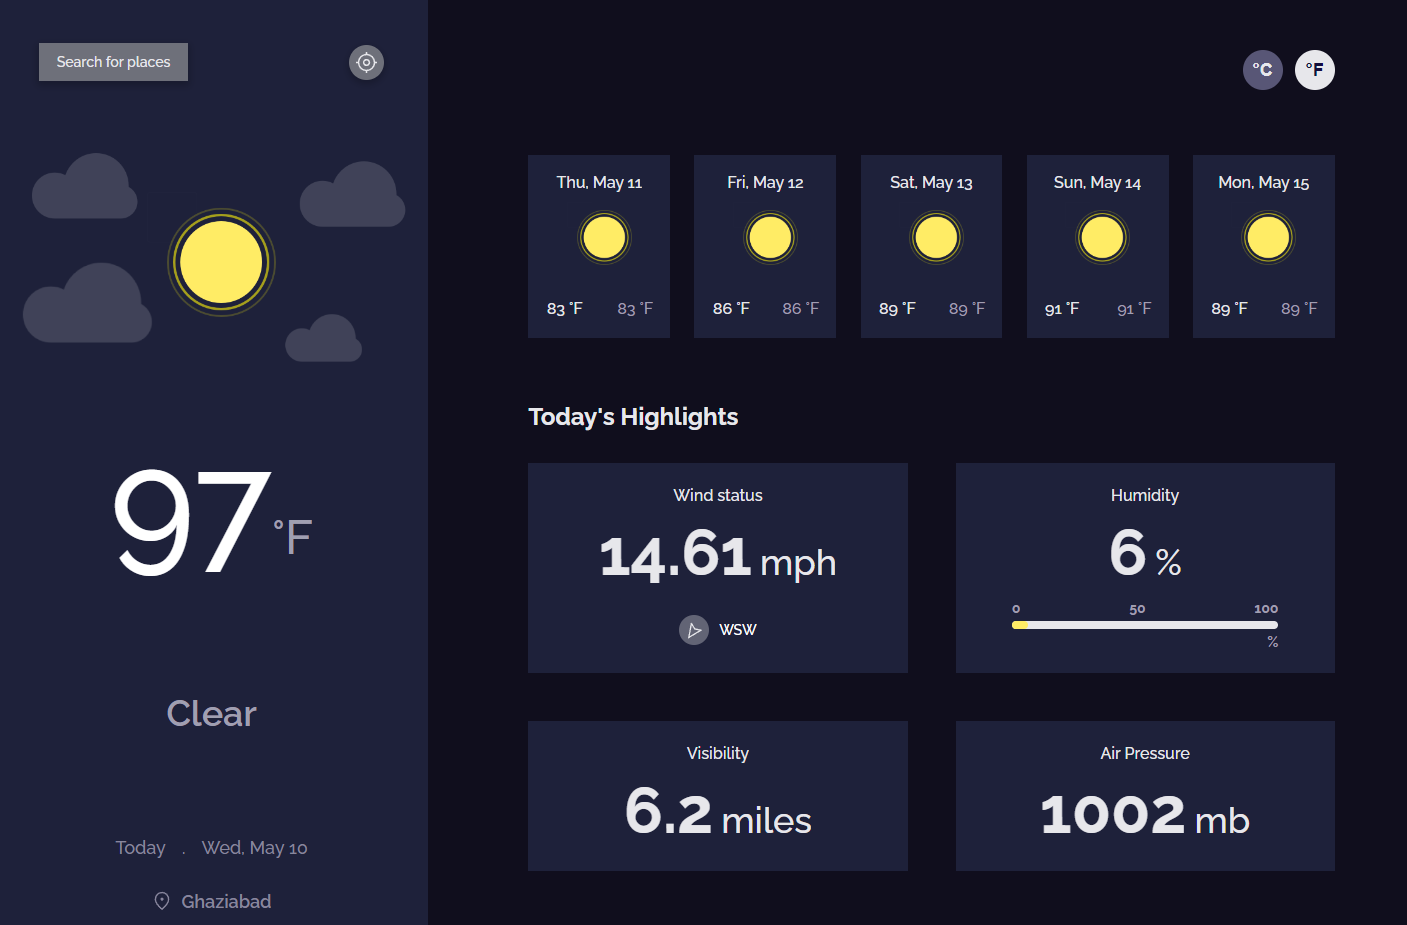 Search for places
°C °F
97 °F
Clear
Today . Wed, May 10
Ghaziabad
Thu, May 11
83 °F 83 °F
Fri, May 12
86 °F 86 °F
Sat, May 13
89 °F 89 °F
Sun, May 14
91 °F 91 °F
Mon, May 15
89 °F 89 °F
Today's Highlights
Wind status
14.61 mph
WSW
Humidity
6 %
0 50 100
%
Visibility
6.2 miles
Air Pressure
1002 mb